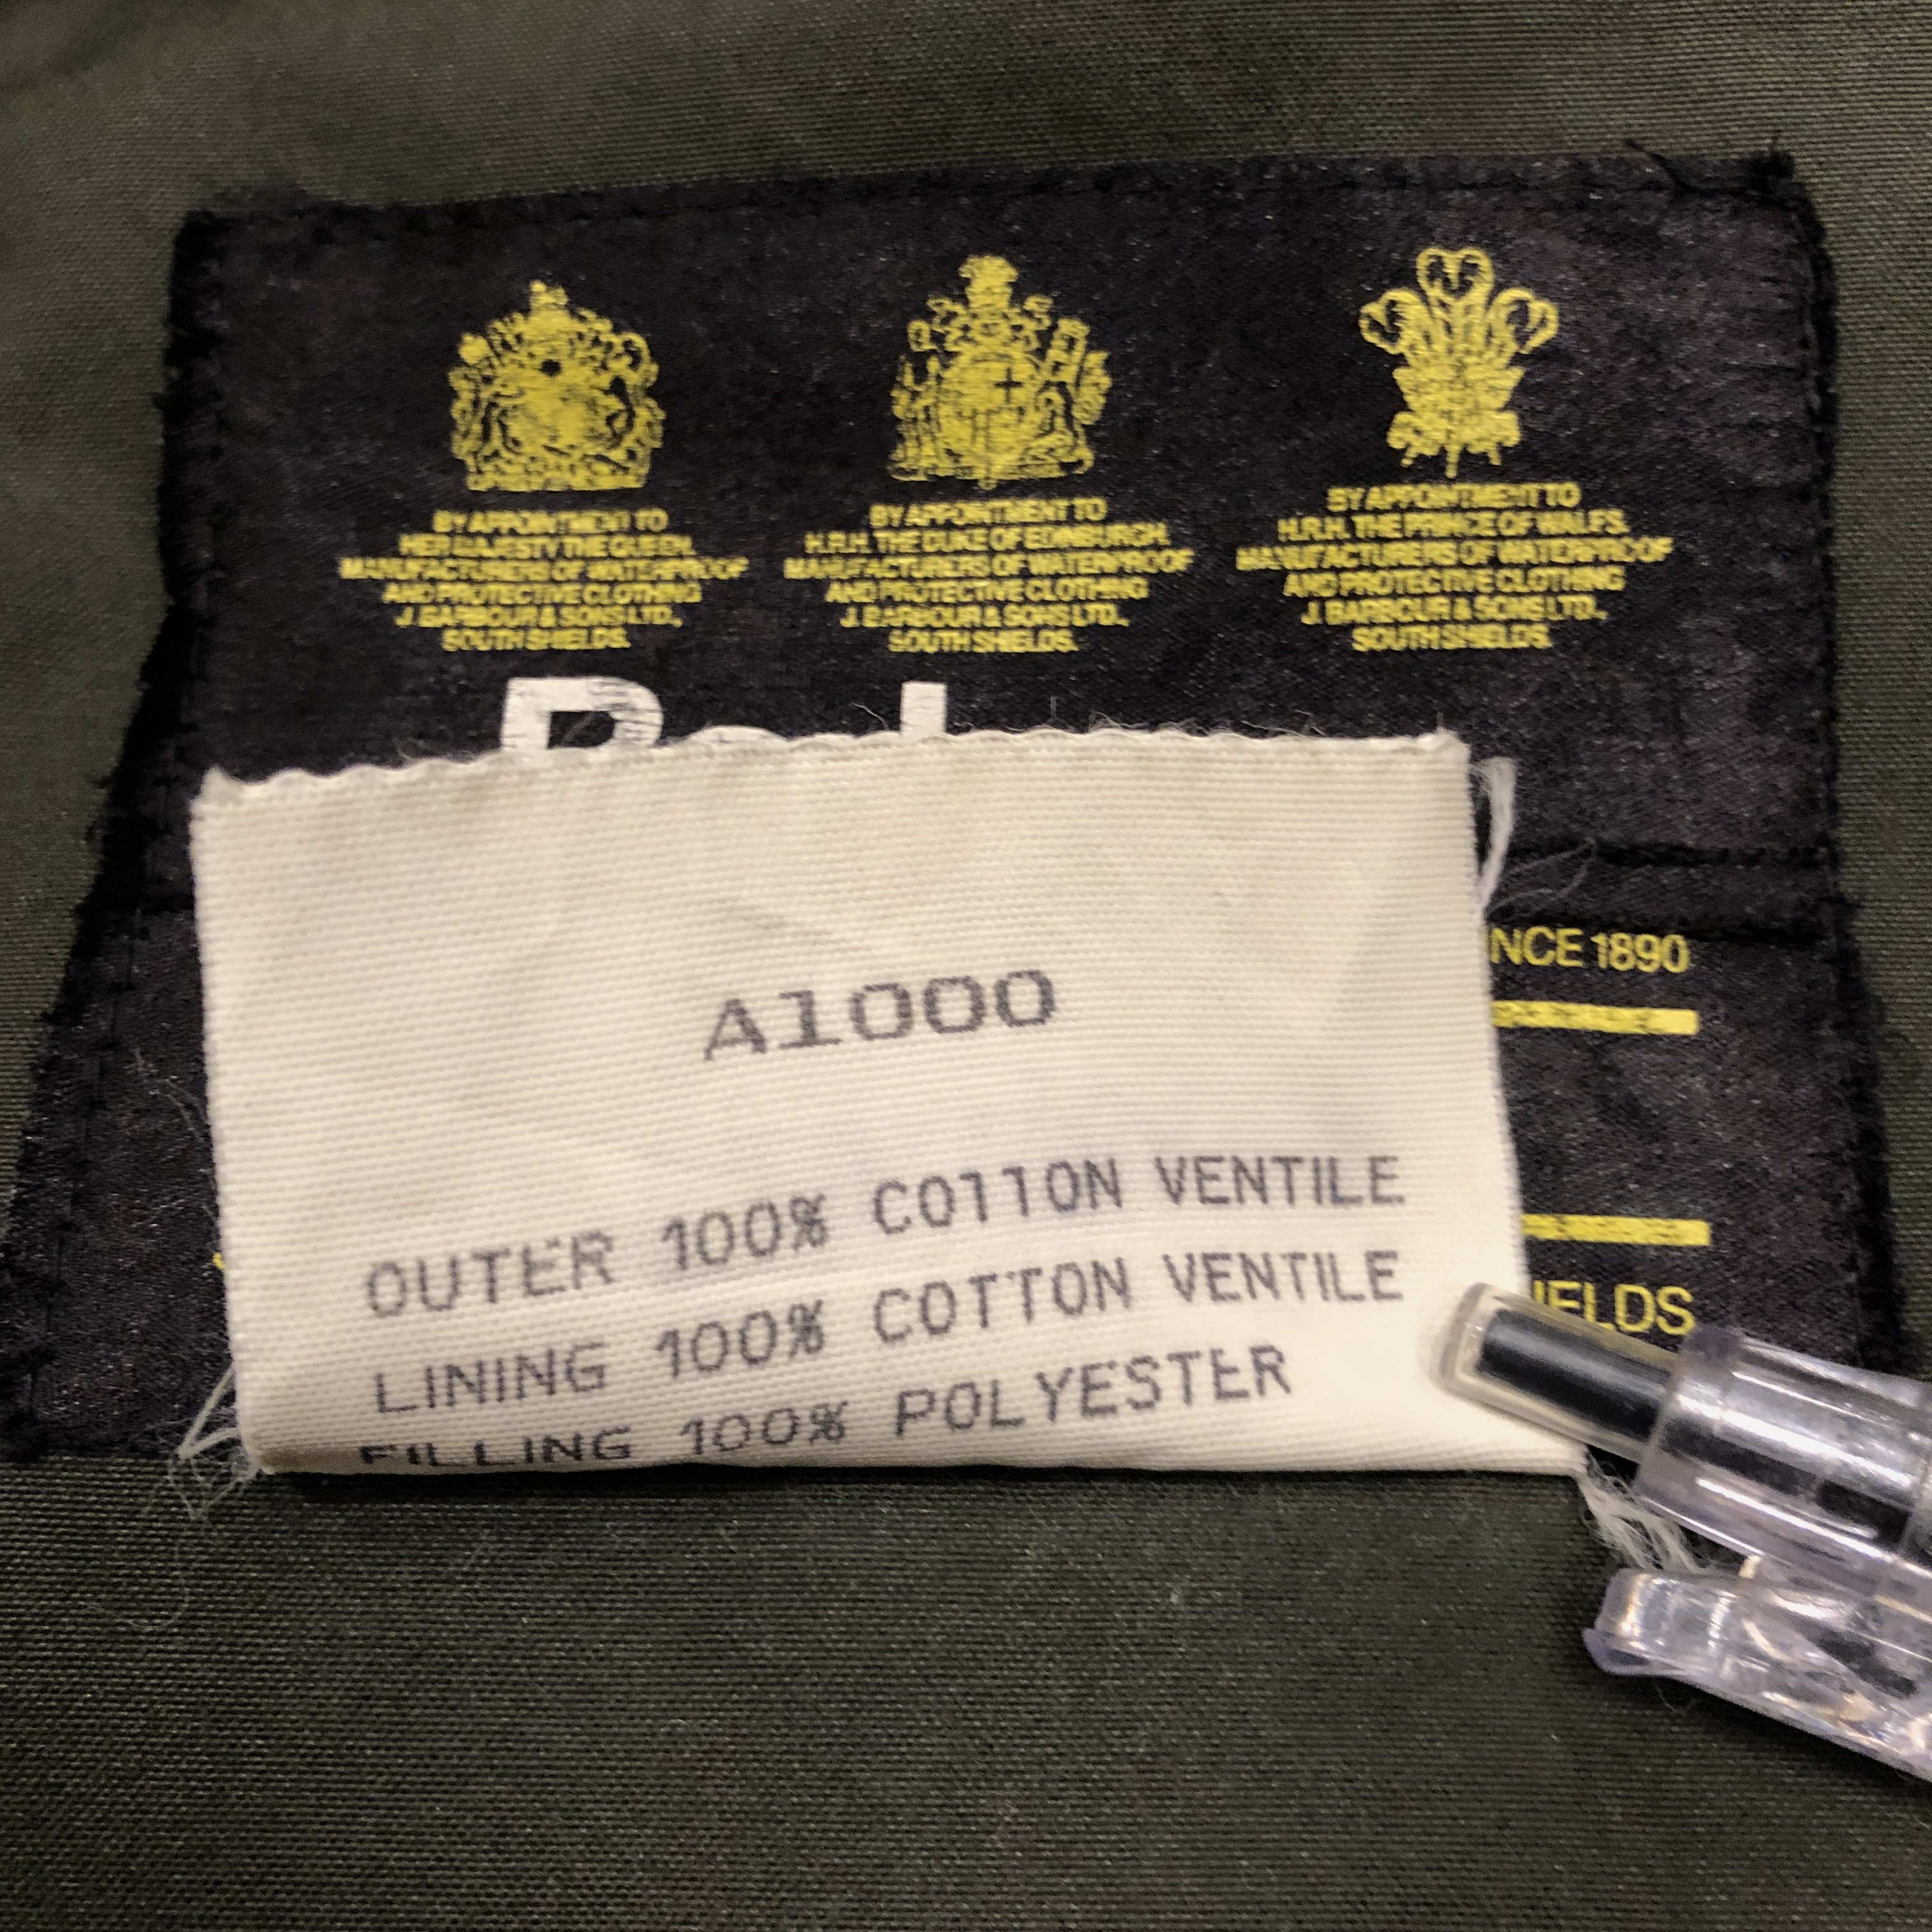 BY APPOINTMENT TO
HER MAJESTY THE QUEEN.
MANUFACTURERS OF WATERPROOF
AND PROTECTIVE CLOTHING
J. BARBOUR & SONS LTD.,
SOUTH SHIELDS.
BY APPOINTMENT TO
H.R.H. THE DUKE OF EDINBURGH.
MANUFACTURERS OF WATERPROOF
AND PROTECTIVE CLOTHING
J. BARBOUR & SONS LTD.,
SOUTH SHIELDS.
BY APPOINTMENT TO
H.R.H. THE PRINCE OF WALES.
MANUFACTURERS OF WATERPROOF
AND PROTECTIVE CLOTHING
J. BARBOUR & SONS LTD.,
SOUTH SHIELDS.
NCE 1890
A1000
OUTER 100% COTTON VENTILE
LINING 100% COTTON VENTILE
FILLING 100% POLYESTER
IELDS